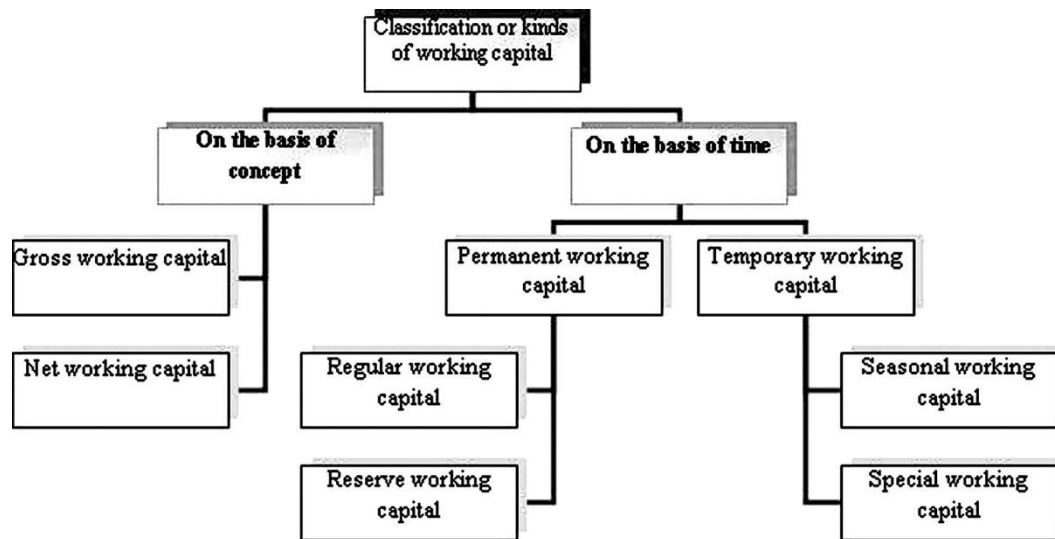 Classification or kinds
of working capital
On the basis of
concept
On the basis of time
Gross working capital
Permanent working
capital
Temporary working
capital
Net working capital
Regular working
capital
Seasonal working
capital
Reserve working
capital
Special working
capital